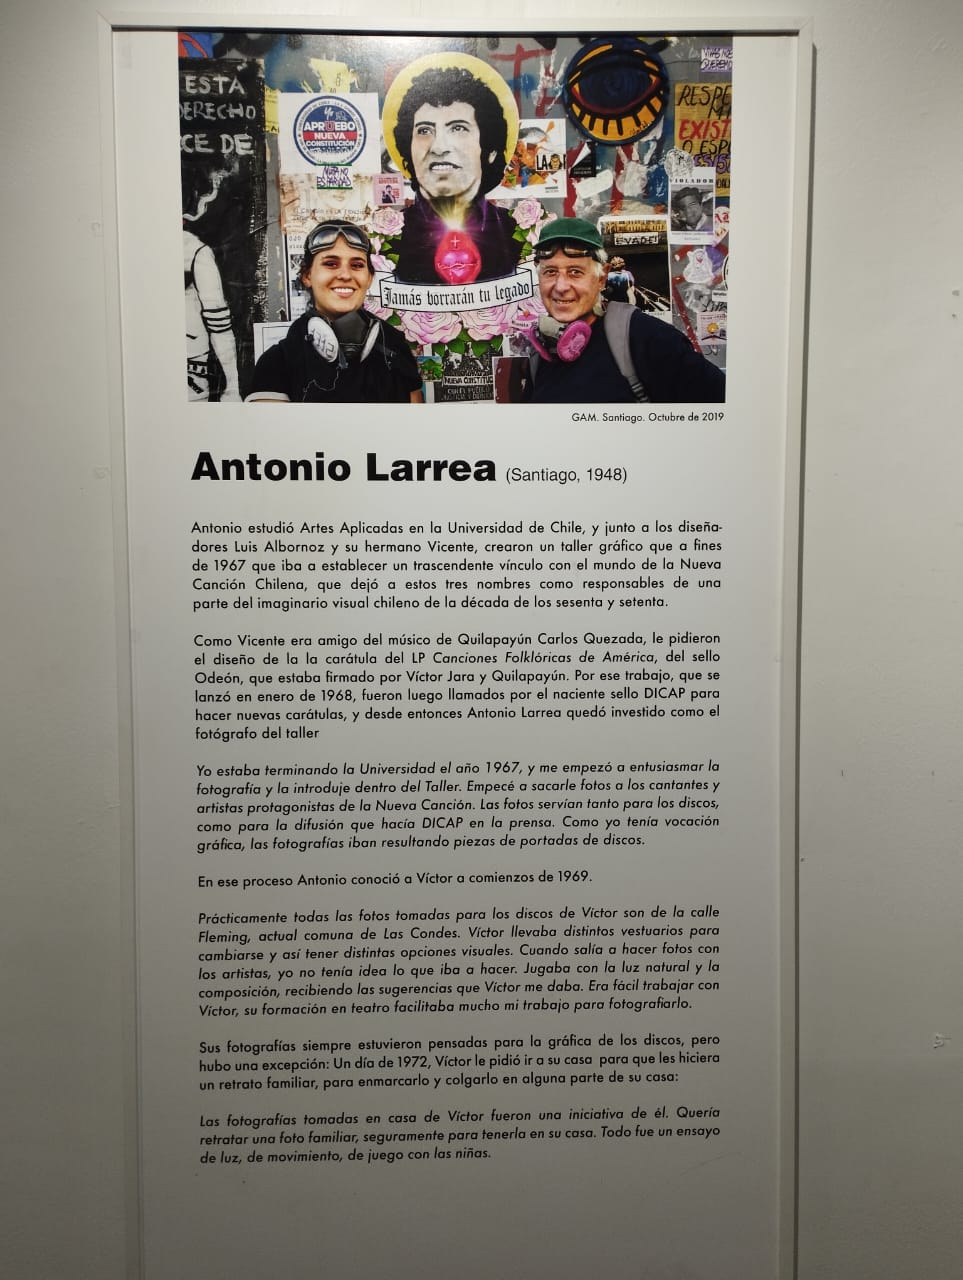 ESTA
DERECHO
CE DE
APRUEBO
NUEVA
CONSTITUCIÓN
RESPE
EXIST
O ESP
VIOLADOR
EVADE
LA
Jamás borrarán tu legado
3112
NUEVA CONSTITUC
GAM. Santiago. Octubre de 2019
Antonio Larrea (Santiago, 1948)
Antonio estudió Artes Aplicadas en la Universidad de Chile, y junto a los diseña-
dores Luis Albornoz y su hermano Vicente, crearon un taller gráfico que a fines
de 1967 que iba a establecer un trascendente vínculo con el mundo de la Nueva
Canción Chilena, que dejó a estos tres nombres como responsables de una
parte del imaginario visual chileno de la década de los sesenta y setenta.
Como Vicente era amigo del músico de Quilapayún Carlos Quezada, le pidieron
el diseño de la la carátula del LP Canciones Folklóricas de América, del sello
Odeón, que estaba firmado por Víctor Jara y Quilapayún. Por ese trabajo, que se
lanzó en enero de 1968, fueron luego llamados por el naciente sello DICAP para
hacer nuevas carátulas, y desde entonces Antonio Larrea quedó investido como el
fotógrafo del taller
Yo estaba terminando la Universidad el año 1967, y me empezó a entusiasmar la
fotografía y la introduje dentro del Taller. Empecé a sacarle fotos a los cantantes y
artistas protagonistas de la Nueva Canción. Las fotos servían tanto para los discos,
como para la difusión que hacía DICAP en la prensa. Como yo tenía vocación
gráfica, las fotografías iban resultando piezas de portadas de discos.
En ese proceso Antonio conoció a Víctor a comienzos de 1969.
Prácticamente todas las fotos tomadas para los discos de Víctor son de la calle
Fleming, actual comuna de Las Condes. Víctor llevaba distintos vestuarios para
cambiarse y así tener distintas opciones visuales. Cuando salía a hacer fotos con
los artistas, yo no tenía idea lo que iba a hacer. Jugaba con la luz natural y la
composición, recibiendo las sugerencias que Víctor me daba. Era fácil trabajar con
Víctor, su formación en teatro facilitaba mucho mi trabajo para fotografiarlo.
Sus fotografías siempre estuvieron pensadas para la gráfica de los discos, pero
hubo una excepción: Un día de 1972, Víctor le pidió ir a su casa para que les hiciera
un retrato familiar, para enmarcarlo y colgarlo en alguna parte de su casa:
Las fotografías tomadas en casa de Víctor fueron una iniciativa de él. Quería
retratar una foto familiar, seguramente para tenerla en su casa. Todo fue un ensayo
de luz, de movimiento, de juego con las niñas.